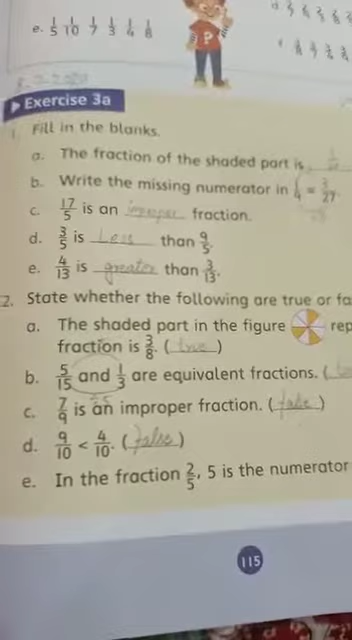 e. 1/5 1/10 1/7 1/3 1/4 1/8
P
Exercise 3a
1. Fill in the blanks.
a. The fraction of the shaded part is
b. Write the missing numerator in
c. 17/5 is an improper fraction.
d. 3/5 is Less than 9/5.
e. 4/13 is greater than 3/13.
2. State whether the following are true or fa
a. The shaded part in the figure rep
fraction is 3/8. (true)
b. 5/15 and 1/3 are equivalent fractions. (
c. 7/9 is an improper fraction. (false)
d. 9/10 < 4/10. (false)
e. In the fraction 2/5, 5 is the numerator
115